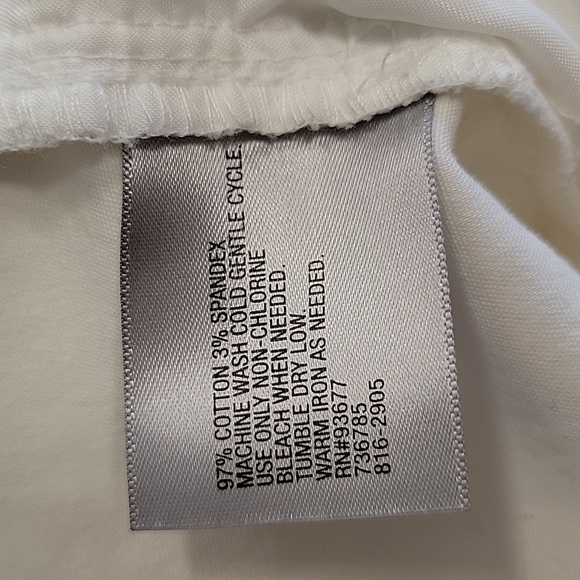 97% COTTON 3% SPANDEX
MACHINE WASH COLD GENTLE CYCLE.
USE ONLY NON-CHLORINE
BLEACH WHEN NEEDED.
TUMBLE DRY LOW.
WARM IRON AS NEEDED.
RN#93677
736785
816-2905